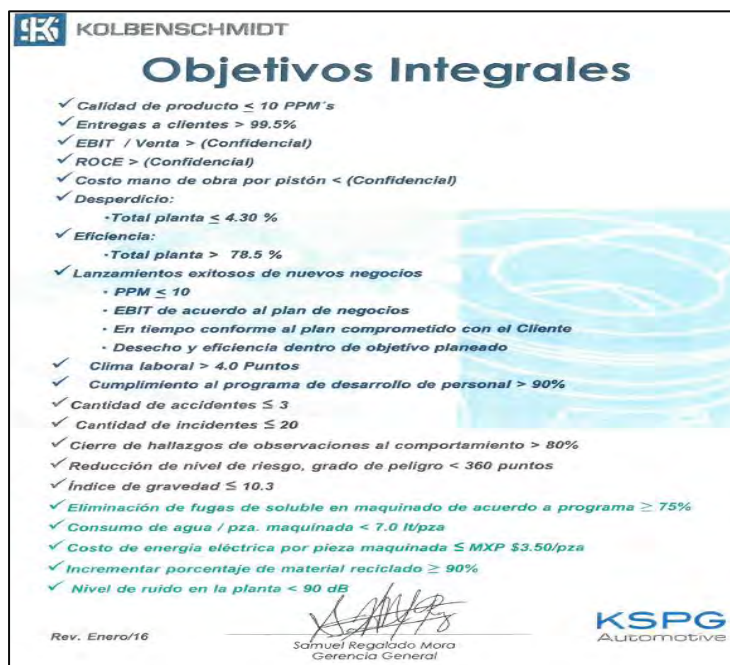 KOLBENSCHMIDT
Objetivos Integrales
✓ Calidad de producto ≤ 10 PPM´s
✓ Entregas a clientes > 99.5%
✓ EBIT / Venta > (Confidencial)
✓ ROCE > (Confidencial)
✓ Costo mano de obra por pistón < (Confidencial)
✓ Desperdicio:
•Total planta ≤ 4.30 %
✓ Eficiencia:
•Total planta > 78.5 %
✓ Lanzamientos exitosos de nuevos negocios
• PPM ≤ 10
• EBIT de acuerdo al plan de negocios
• En tiempo conforme al plan comprometido con el Cliente
• Desecho y eficiencia dentro de objetivo planeado
✓ Clima laboral > 4.0 Puntos
✓ Cumplimiento al programa de desarrollo de personal > 90%
✓ Cantidad de accidentes ≤ 3
✓ Cantidad de incidentes ≤ 20
✓ Cierre de hallazgos de observaciones al comportamiento > 80%
✓ Reducción de nivel de riesgo, grado de peligro < 360 puntos
✓ Índice de gravedad ≤ 10.3
✓ Eliminación de fugas de soluble en maquinado de acuerdo a programa ≥ 75%
✓ Consumo de agua / pza. maquinada < 7.0 lt/pza
✓ Costo de energía eléctrica por pieza maquinada ≤ MXP $3.50/pza
✓ Incrementar porcentaje de material reciclado ≥ 90%
✓ Nivel de ruido en la planta < 90 dB
Rev. Enero/16
Samuel Regalado Mora
Gerencia General
KSPG
Automotive